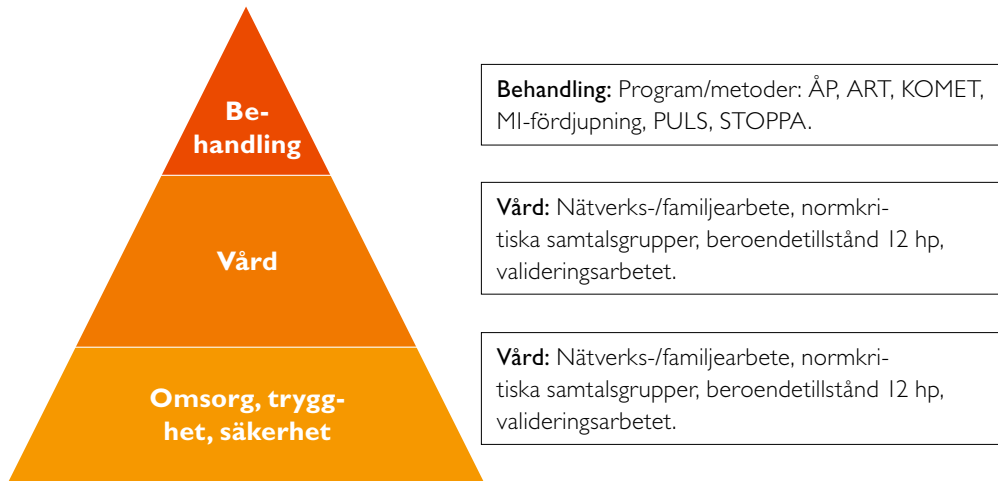 Be-
handling
Behandling: Program/metoder: ÅP, ART, KOMET,
MI-fördjupning, PULS, STOPPA.
Vård
Vård: Nätverks-/familjearbete, normkri-
tiska samtalsgrupper, beroendetillstånd 12 hp,
valideringsarbetet.
Omsorg, trygg-
het, säkerhet
Vård: Nätverks-/familjearbete, normkri-
tiska samtalsgrupper, beroendetillstånd 12 hp,
valideringsarbetet.